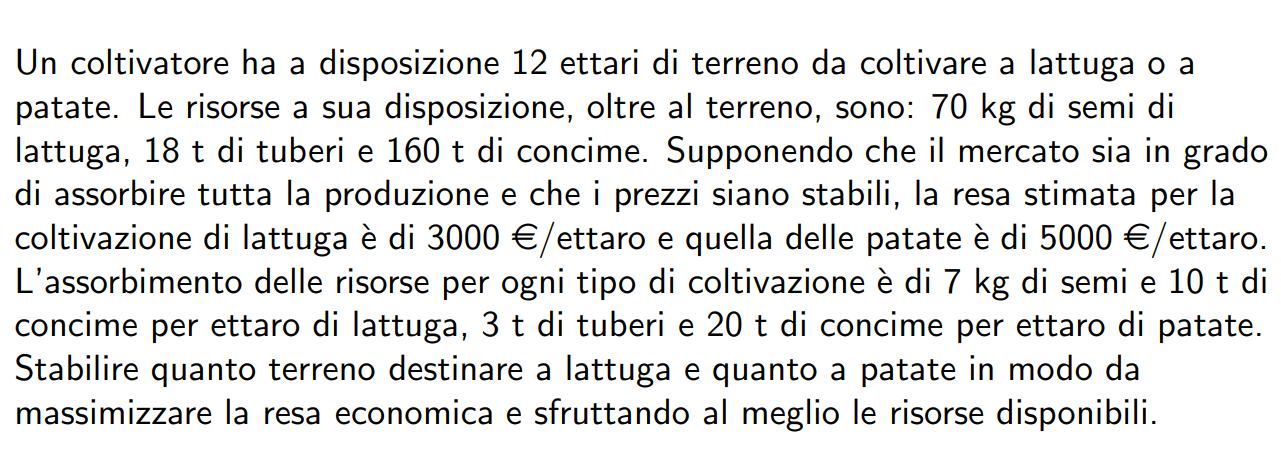 Un coltivatore ha a disposizione 12 ettari di terreno da coltivare a lattuga o a
patate. Le risorse a sua disposizione, oltre al terreno, sono: 70 kg di semi di
lattuga, 18 t di tuberi e 160 t di concime. Supponendo che il mercato sia in grado
di assorbire tutta la produzione e che i prezzi siano stabili, la resa stimata per la
coltivazione di lattuga è di 3000 €/ettaro e quella delle patate è di 5000 €/ettaro.
L'assorbimento delle risorse per ogni tipo di coltivazione è di 7 kg di semi e 10 t di
concime per ettaro di lattuga, 3 t di tuberi e 20 t di concime per ettaro di patate.
Stabilire quanto terreno destinare a lattuga e quanto a patate in modo da
massimizzare la resa economica e sfruttando al meglio le risorse disponibili.